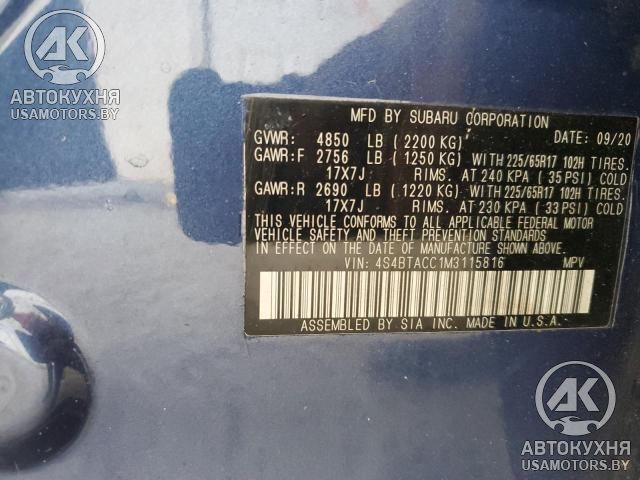 AK
АВТОКУХНЯ
USAMOTORS.BY
MFD BY SUBARU CORPORATION
GVWR: 4850 LB ( 2200 KG) DATE: 09/20
GAWR:F 2756 LB ( 1250 KG) WITH 225/65R17 102H TIRES.
17X7J RIMS. AT 240 KPA ( 35 PSI) COLD
GAWR:R 2690 LB ( 1220 KG) WITH 225/65R17 102H TIRES.
17X7J RIMS. AT 230 KPA ( 33 PSI) COLD
THIS VEHICLE CONFORMS TO ALL APPLICABLE FEDERAL MOTOR
VEHICLE SAFETY AND THEFT PREVENTION STANDARDS
IN EFFECT ON THE DATE OF MANUFACTURE SHOWN ABOVE.
VIN: 4S4BTACC1M3115816 MPV
ASSEMBLED BY SIA INC. MADE IN U.S.A.
AK
АВТОКУХНЯ
USAMOTORS.BY